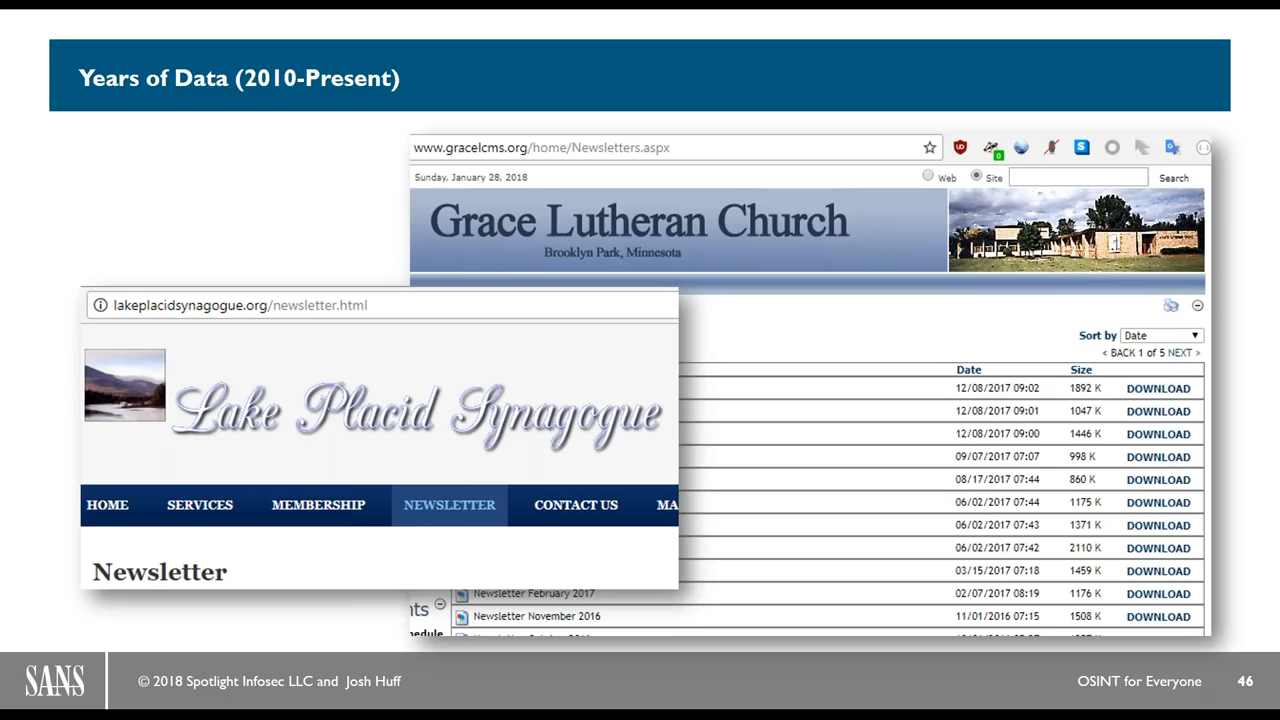 Years of Data (2010-Present)
www.gracelcms.org/home/Newsletters.aspx
Sunday, January 28, 2018
Web Site Search
Grace Lutheran Church
Brooklyn Park, Minnesota
Sort by Date
< BACK 1 of 5 NEXT >
Date Size
12/08/2017 09:02 1892 K DOWNLOAD
12/08/2017 09:01 1047 K DOWNLOAD
12/08/2017 09:00 1446 K DOWNLOAD
09/07/2017 07:07 998 K DOWNLOAD
08/17/2017 07:44 860 K DOWNLOAD
06/02/2017 07:44 1175 K DOWNLOAD
06/02/2017 07:43 1371 K DOWNLOAD
06/02/2017 07:42 2110 K DOWNLOAD
03/15/2017 07:18 1459 K DOWNLOAD
Newsletter February 2017 02/07/2017 08:19 1176 K DOWNLOAD
Newsletter November 2016 11/01/2016 07:15 1508 K DOWNLOAD
lakeplacidsynagogue.org/newsletter.html
Lake Placid Synagogue
HOME SERVICES MEMBERSHIP NEWSLETTER CONTACT US MA
Newsletter
SANS
© 2018 Spotlight Infosec LLC and Josh Huff
OSINT for Everyone 46